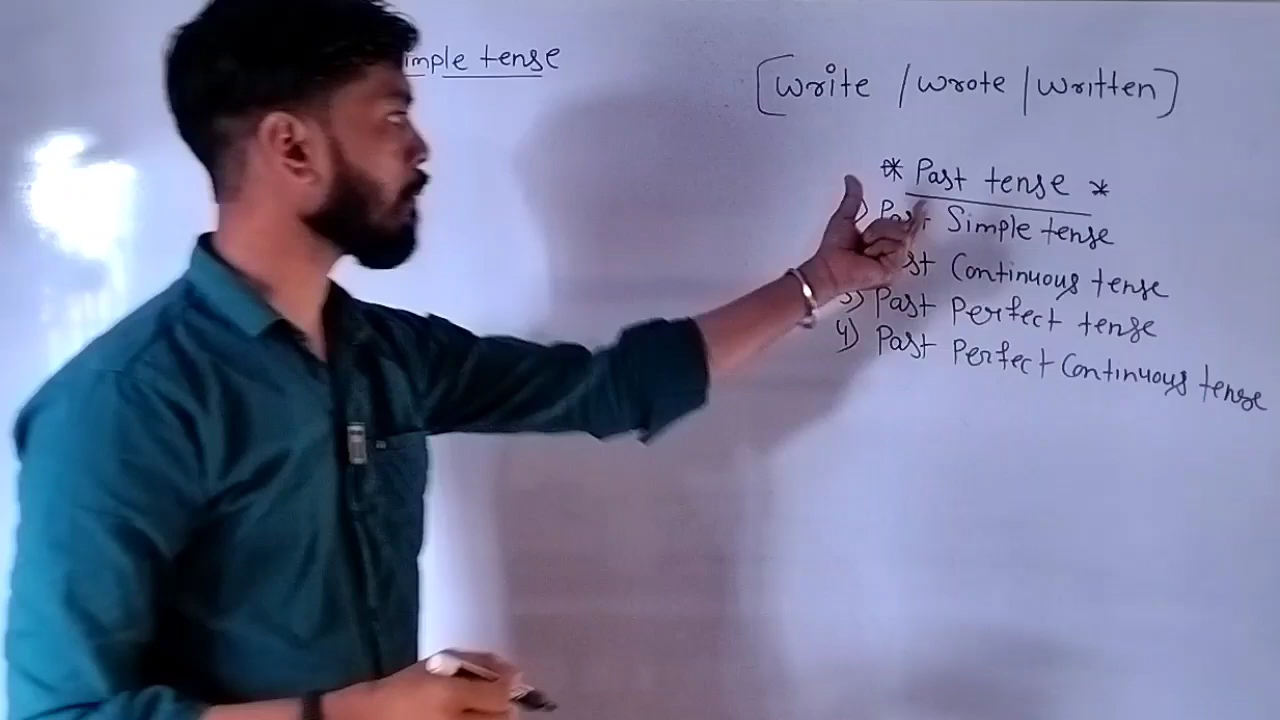 imple tense
[write / wrote / written]
* Past tense *
Simple tense
Continuous tense
3) Past Perfect tense
4) Past Perfect Continuous tense